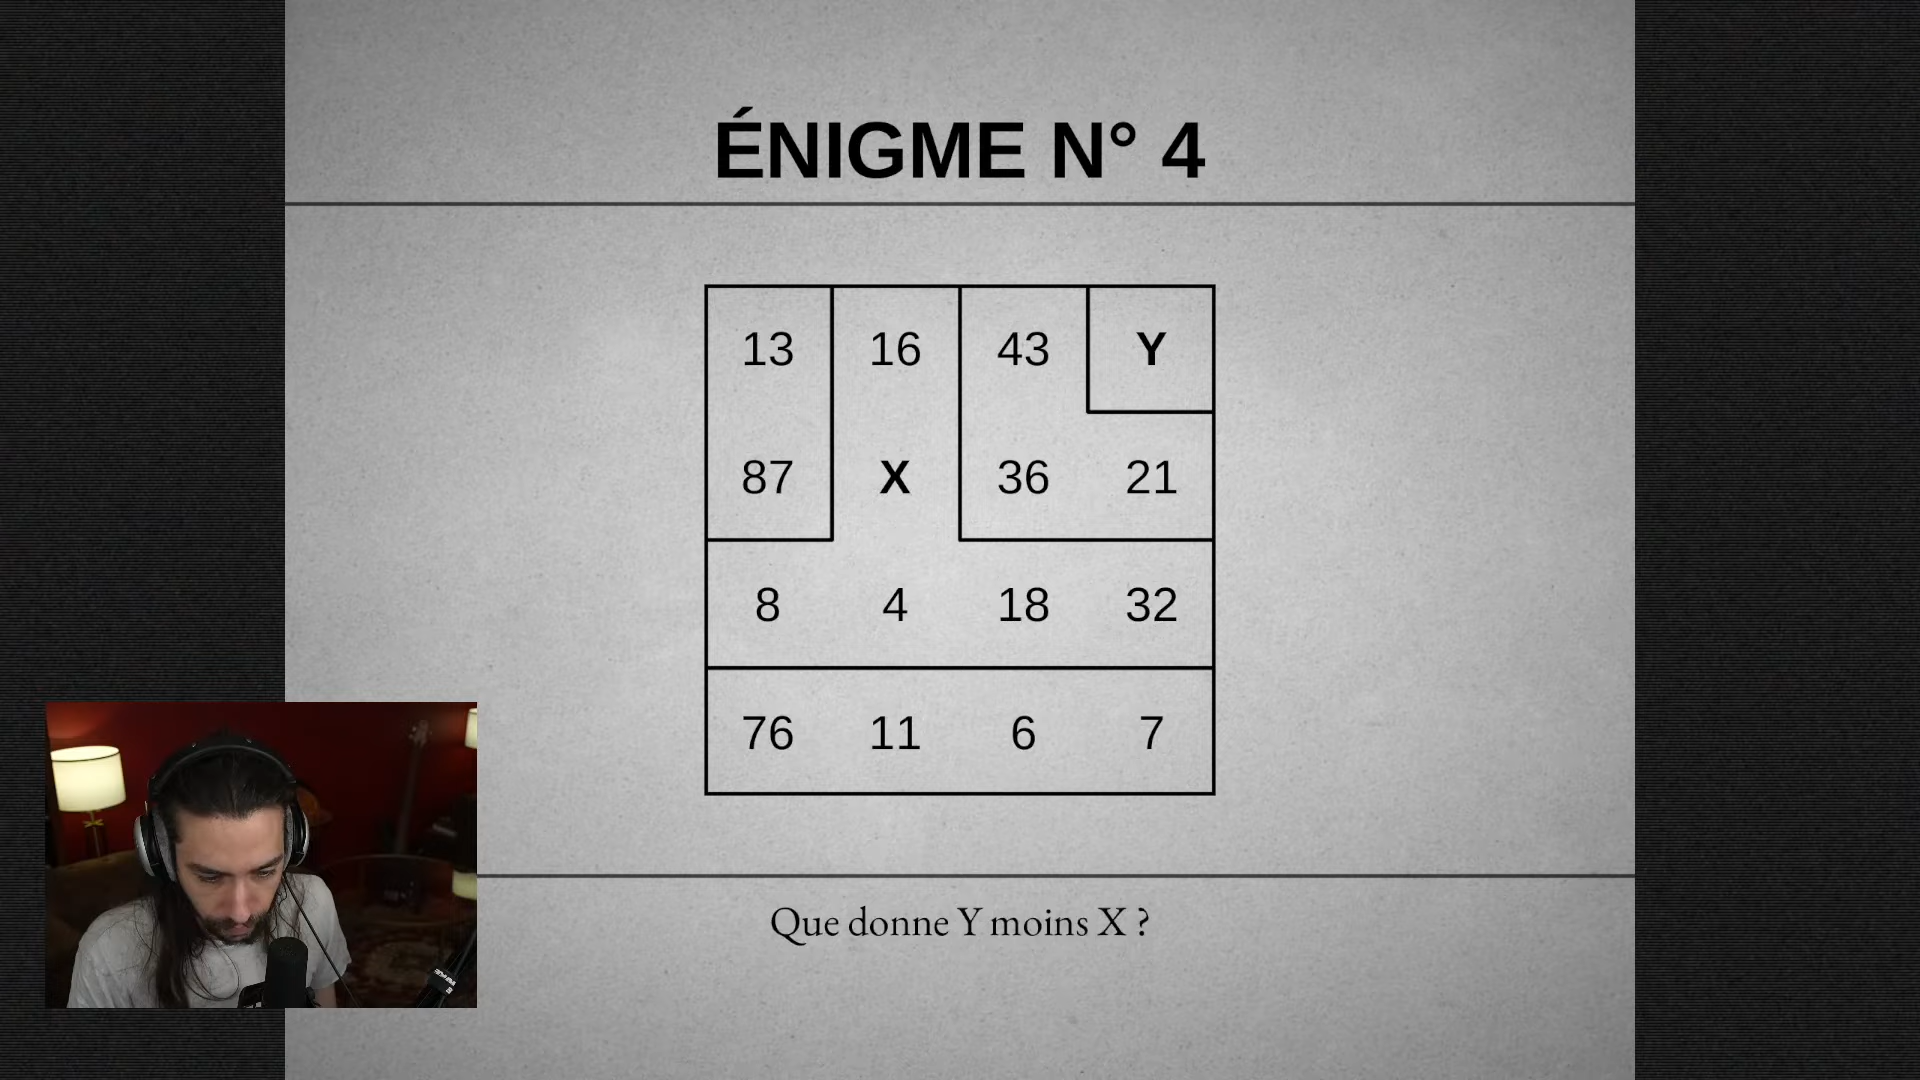 ÉNIGME N° 4
13 16 43 Y
87 X 36 21
8 4 18 32
76 11 6 7
Que donne Y moins X ?